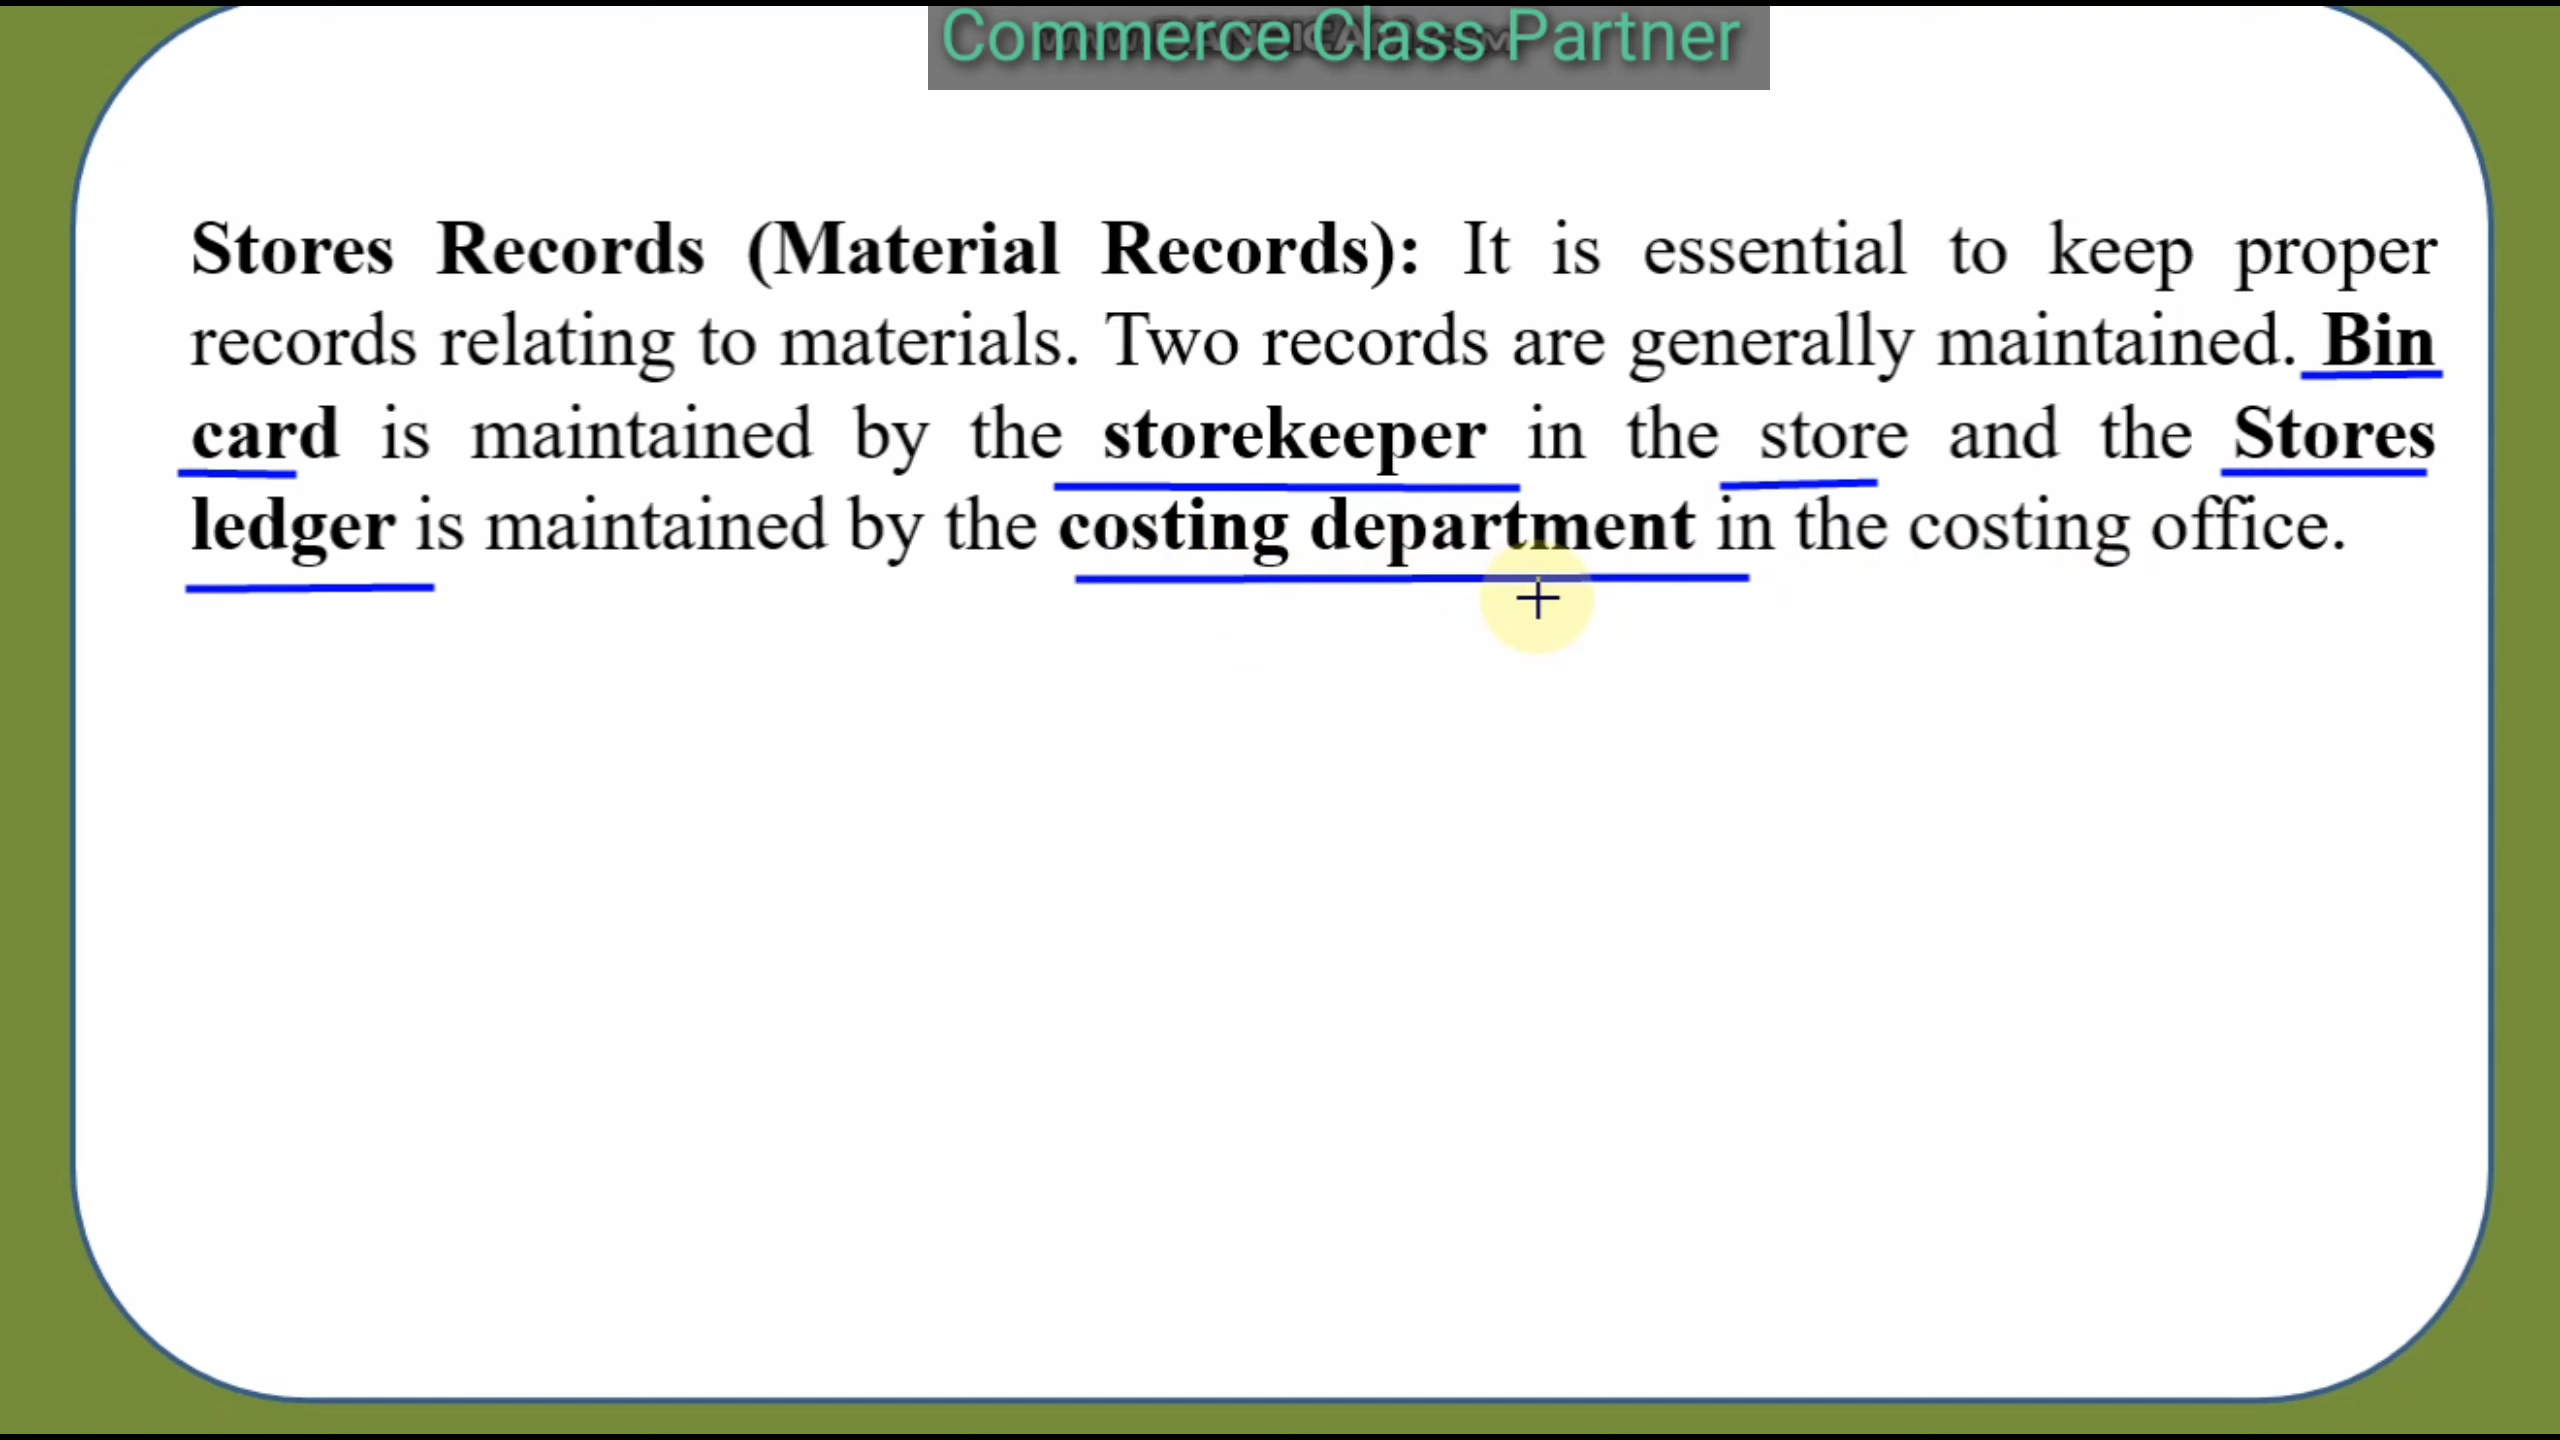 Commerce Class Partner
Stores Records (Material Records): It is essential to keep proper
records relating to materials. Two records are generally maintained. Bin
card is maintained by the storekeeper in the store and the Stores
ledger is maintained by the costing department in the costing office.